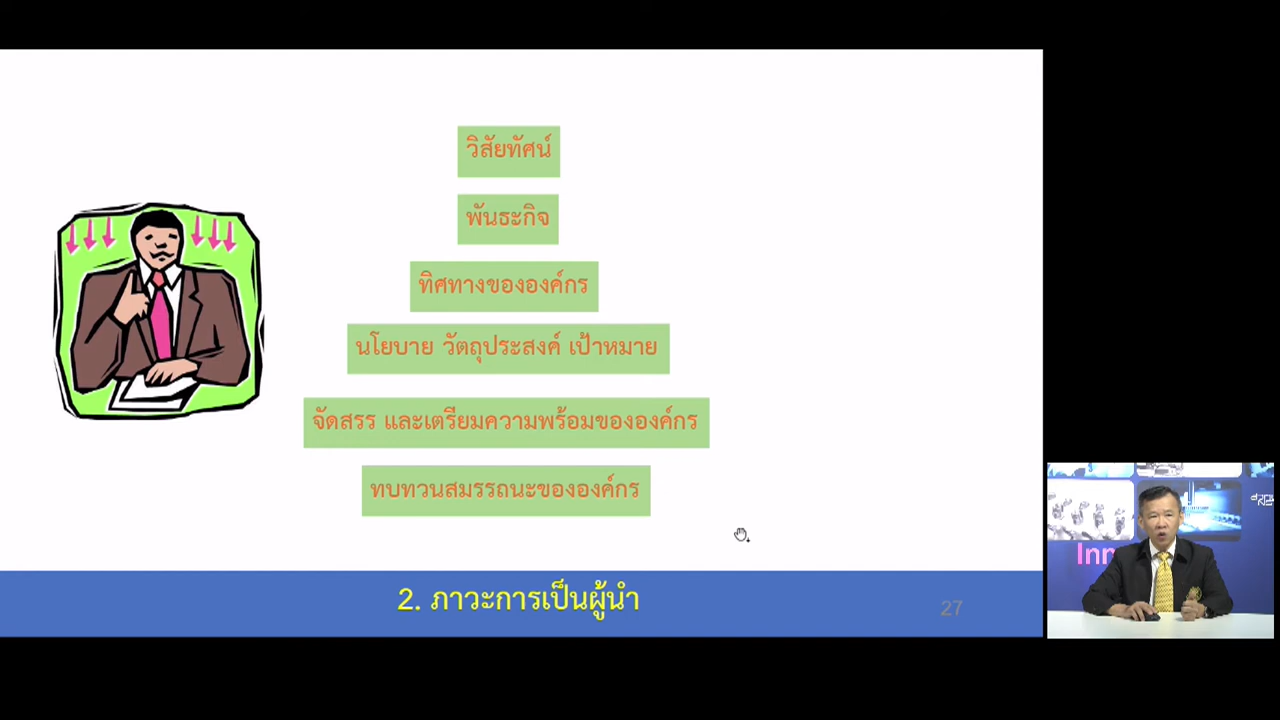 วิสัยทัศน์
พันธะกิจ
ทิศทางขององค์กร
นโยบาย วัตถุประสงค์ เป้าหมาย
จัดสรร และเตรียมความพร้อมขององค์กร
ทบทวนสมรรถนะขององค์กร
2. ภาวะการเป็นผู้นำ
27